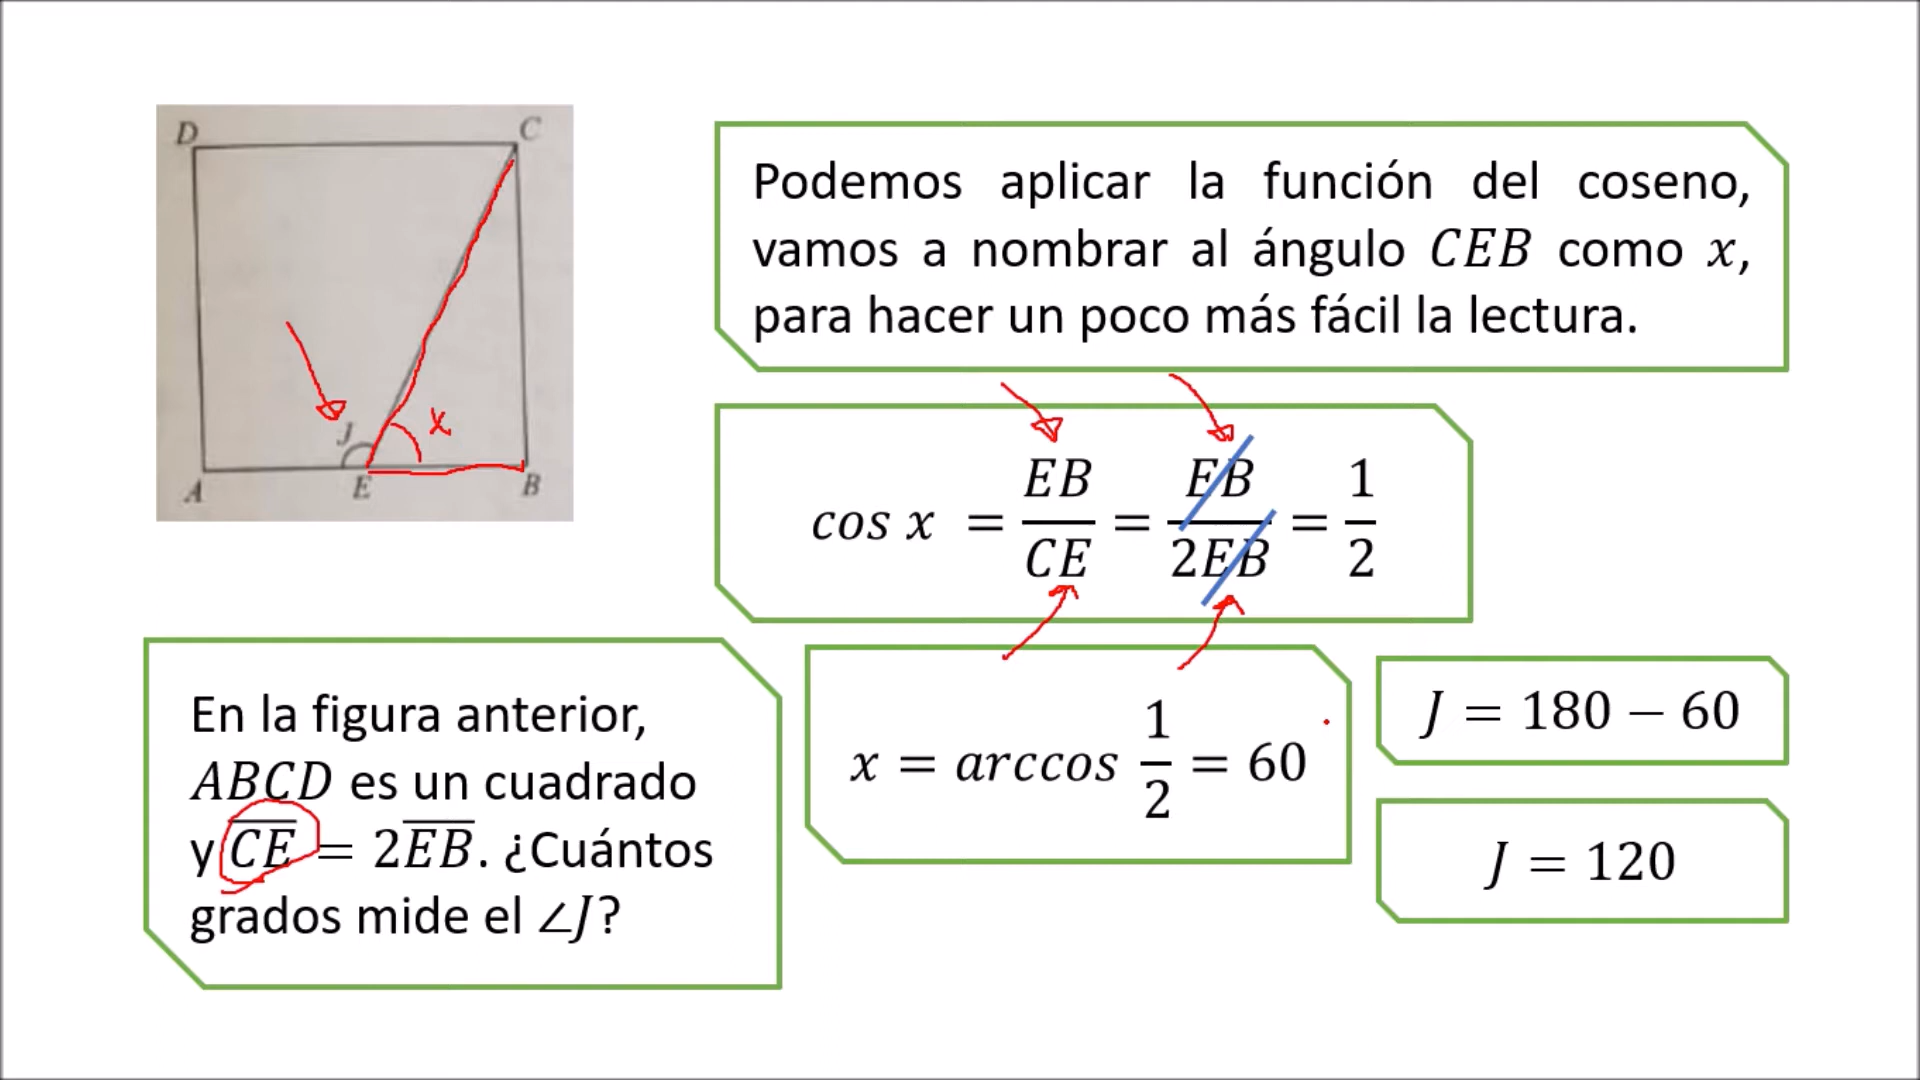 D C
J x
A E B
Podemos aplicar la función del coseno,
vamos a nombrar al ángulo CEB como x,
para hacer un poco más fácil la lectura.
cos x = EB/CE = EB/2EB = 1/2
En la figura anterior,
ABCD es un cuadrado
y C̅E̅ = 2E̅B̅. ¿Cuántos
grados mide el ∠J?
x = arccos 1/2 = 60
J = 180 − 60
J = 120